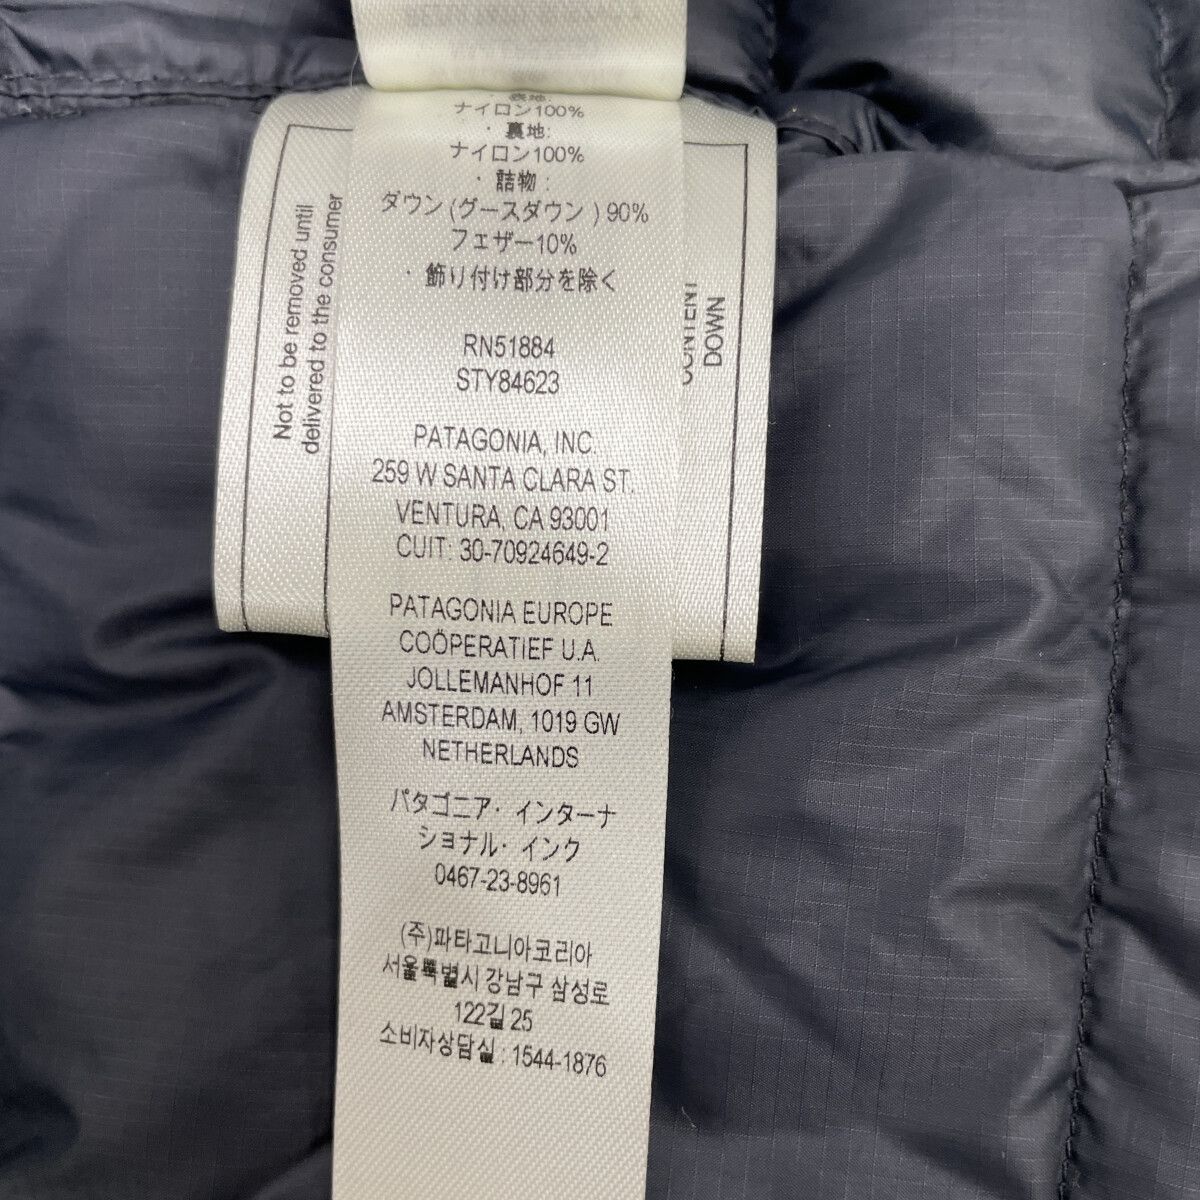 ・表地:
ナイロン100%
・裏地:
ナイロン100%
・詰物:
ダウン(グースダウン)90%
フェザー10%
・飾り付け部分を除く
RN51884
STY84623
PATAGONIA, INC.
259 W SANTA CLARA ST.
VENTURA, CA 93001
CUIT: 30-70924649-2
PATAGONIA EUROPE
COÖPERATIEF U.A.
JOLLEMANHOF 11
AMSTERDAM, 1019 GW
NETHERLANDS
パタゴニア・インターナ
ショナル・インク
0467-23-8961
(주)파타고니아코리아
서울특별시 강남구 삼성로
122길 25
소비자상담실 : 1544-1876
Not to be removed until
delivered to the consumer
CONTENT
DOWN